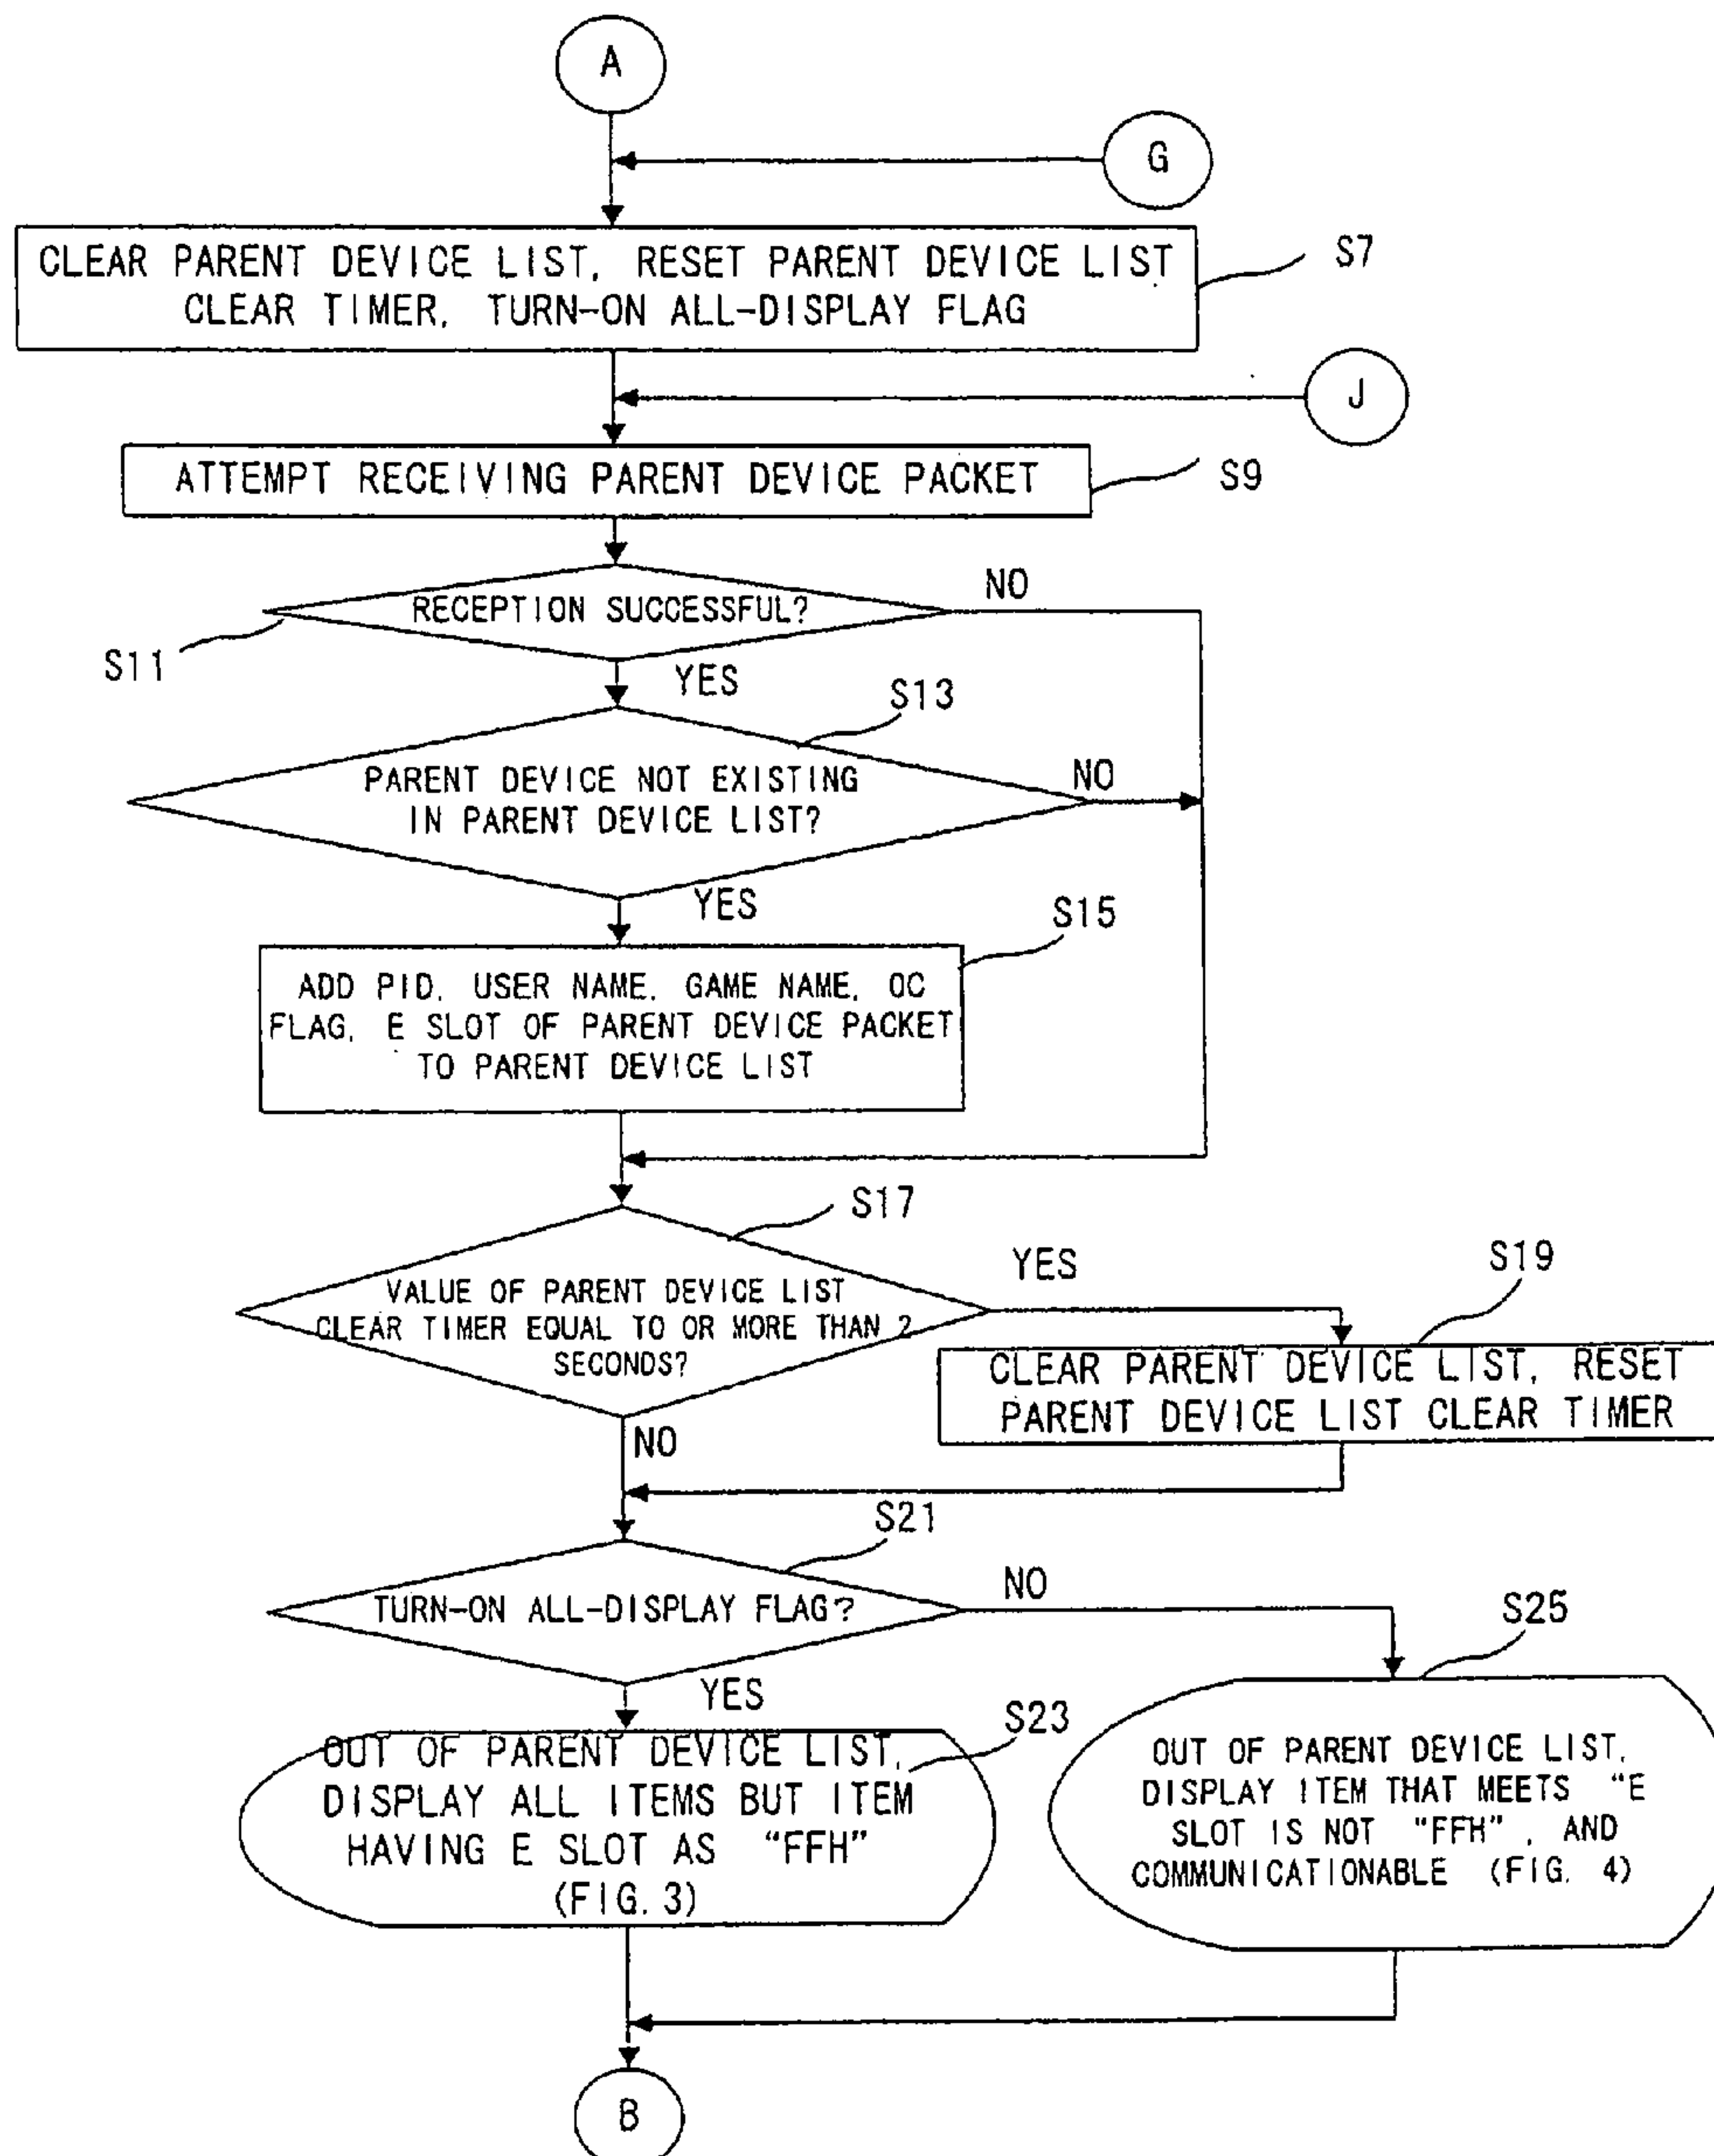 A
G
CLEAR PARENT DEVICE LIST, RESET PARENT DEVICE LIST
CLEAR TIMER, TURN-ON ALL-DISPLAY FLAG
S7
J
ATTEMPT RECEIVING PARENT DEVICE PACKET
S9
RECEPTION SUCCESSFUL?
NO
S11
YES
S13
PARENT DEVICE NOT EXISTING
IN PARENT DEVICE LIST?
NO
YES
S15
ADD PID, USER NAME, GAME NAME, OC
FLAG, E SLOT OF PARENT DEVICE PACKET
TO PARENT DEVICE LIST
S17
VALUE OF PARENT DEVICE LIST
CLEAR TIMER EQUAL TO OR MORE THAN 2
SECONDS?
YES
S19
CLEAR PARENT DEVICE LIST, RESET
PARENT DEVICE LIST CLEAR TIMER
NO
S21
TURN-ON ALL-DISPLAY FLAG?
NO
S25
YES
S23
OUT OF PARENT DEVICE LIST,
DISPLAY ALL ITEMS BUT ITEM
HAVING E SLOT AS “FFH”
(FIG. 3)
OUT OF PARENT DEVICE LIST,
DISPLAY ITEM THAT MEETS “E
SLOT IS NOT “FFH”, AND
COMMUNICATIONABLE (FIG. 4)
B